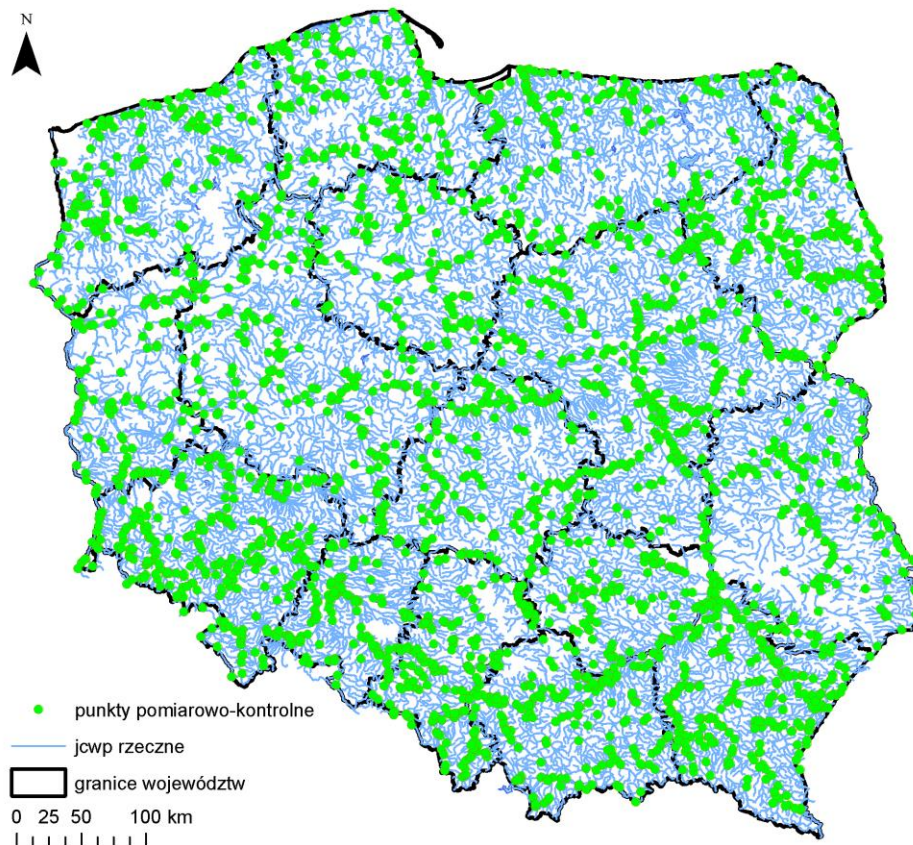 N
punkty pomiarowo-kontrolne
jcwp rzeczne
granice województw
0 25 50 100 km